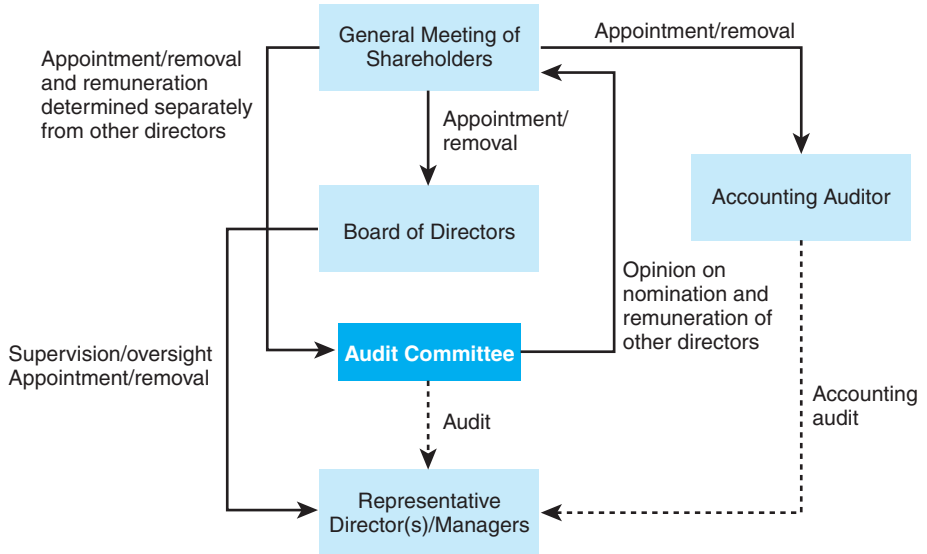 General Meeting of
Shareholders
Appointment/removal
Appointment/removal
and remuneration
determined separately
from other directors
Appointment/
removal
Board of Directors
Accounting Auditor
Opinion on
nomination and
remuneration of
other directors
Audit Committee
Supervision/oversight
Appointment/removal
Audit
Accounting
audit
Representative
Director(s)/Managers